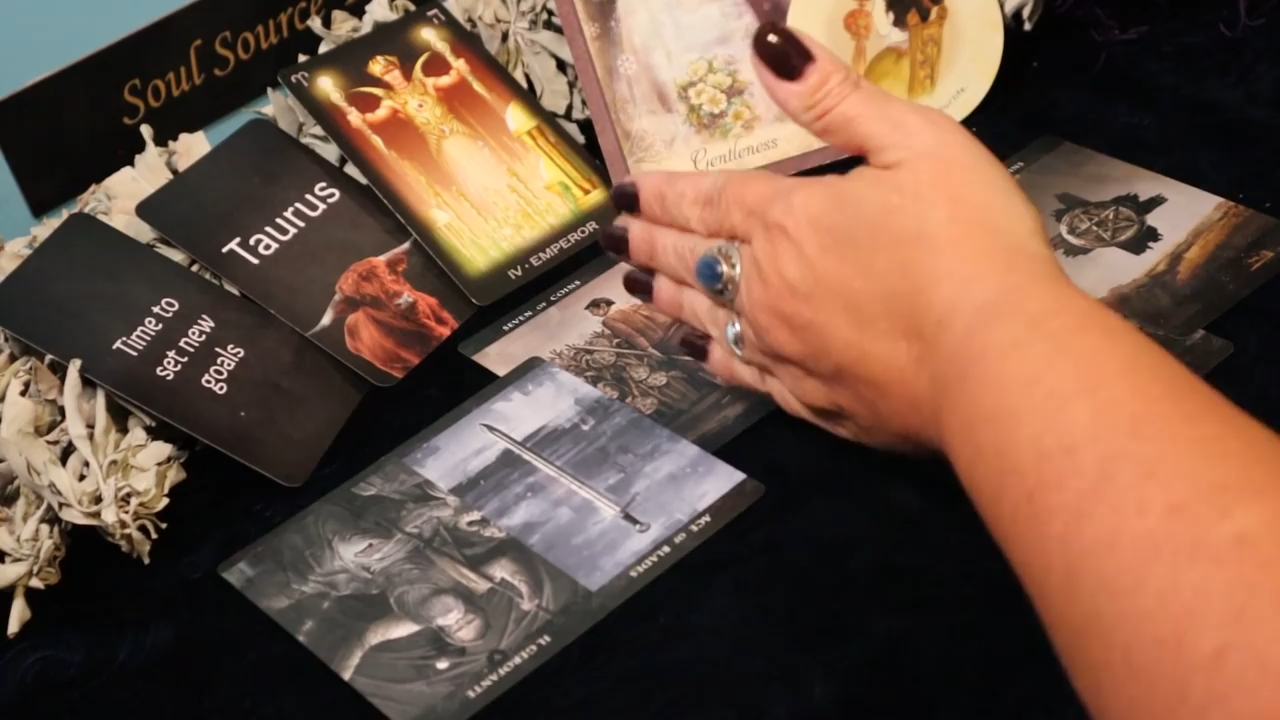 Soul Source
Taurus
Time to
set new
goals
IV · EMPEROR
Gentleness
SEVEN OF COINS
ACE OF BLADES
IL GEROFANTE